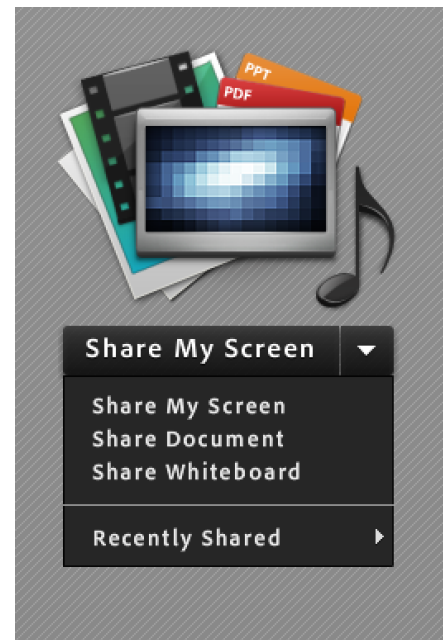 PPT
PDF
Share My Screen
Share My Screen
Share Document
Share Whiteboard
Recently Shared